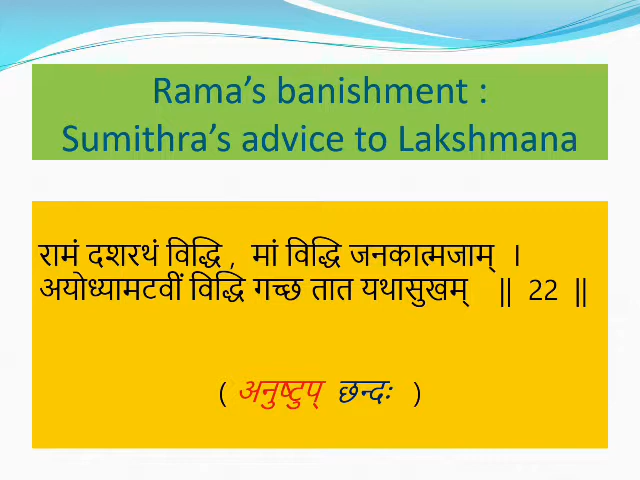 Rama’s banishment :
Sumithra’s advice to Lakshmana
रामं दशरथं विद्धि , मां विद्धि जनकात्मजाम् ।
अयोध्यामटवीं विद्धि गच्छ तात यथासुखम् || 22 ||
( अनुष्टुप् छन्दः )